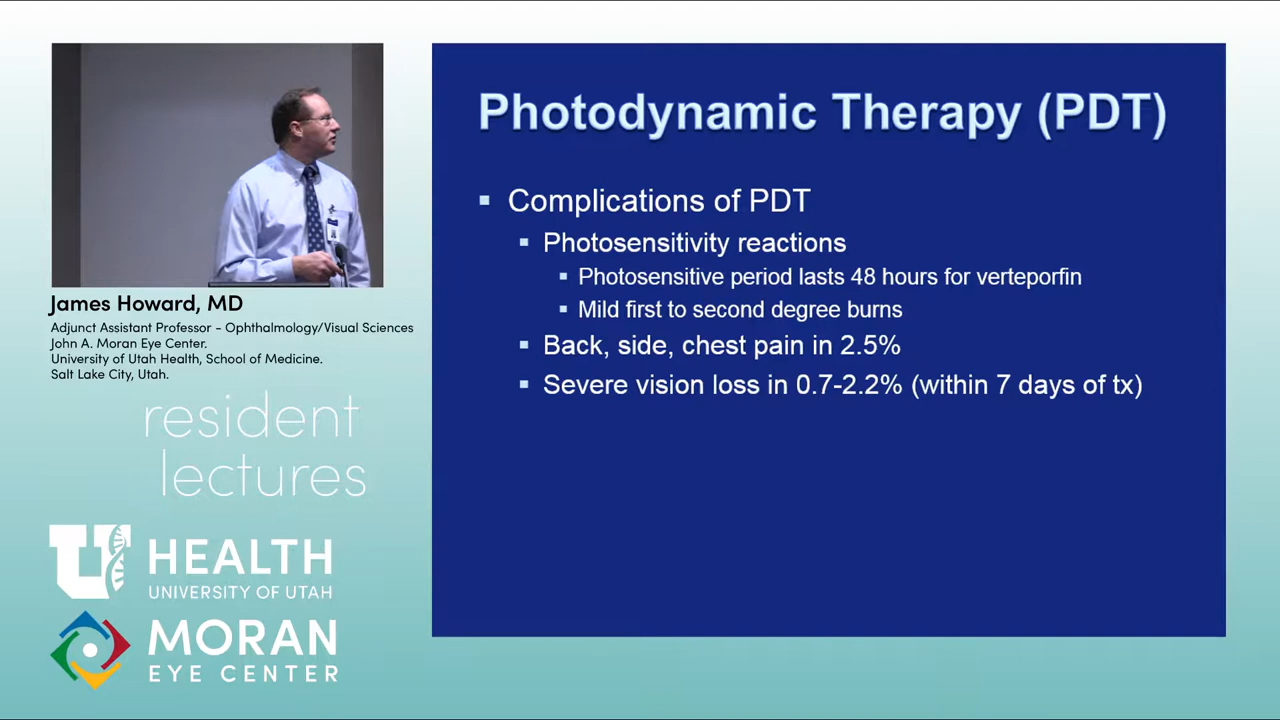 Photodynamic Therapy (PDT)
Complications of PDT
Photosensitivity reactions
Photosensitive period lasts 48 hours for verteporfin
Mild first to second degree burns
Back, side, chest pain in 2.5%
Severe vision loss in 0.7-2.2% (within 7 days of tx)
James Howard, MD
Adjunct Assistant Professor - Ophthalmology/Visual Sciences
John A. Moran Eye Center.
University of Utah Health, School of Medicine.
Salt Lake City, Utah.
resident
lectures
U HEALTH
UNIVERSITY OF UTAH
MORAN
EYE CENTER